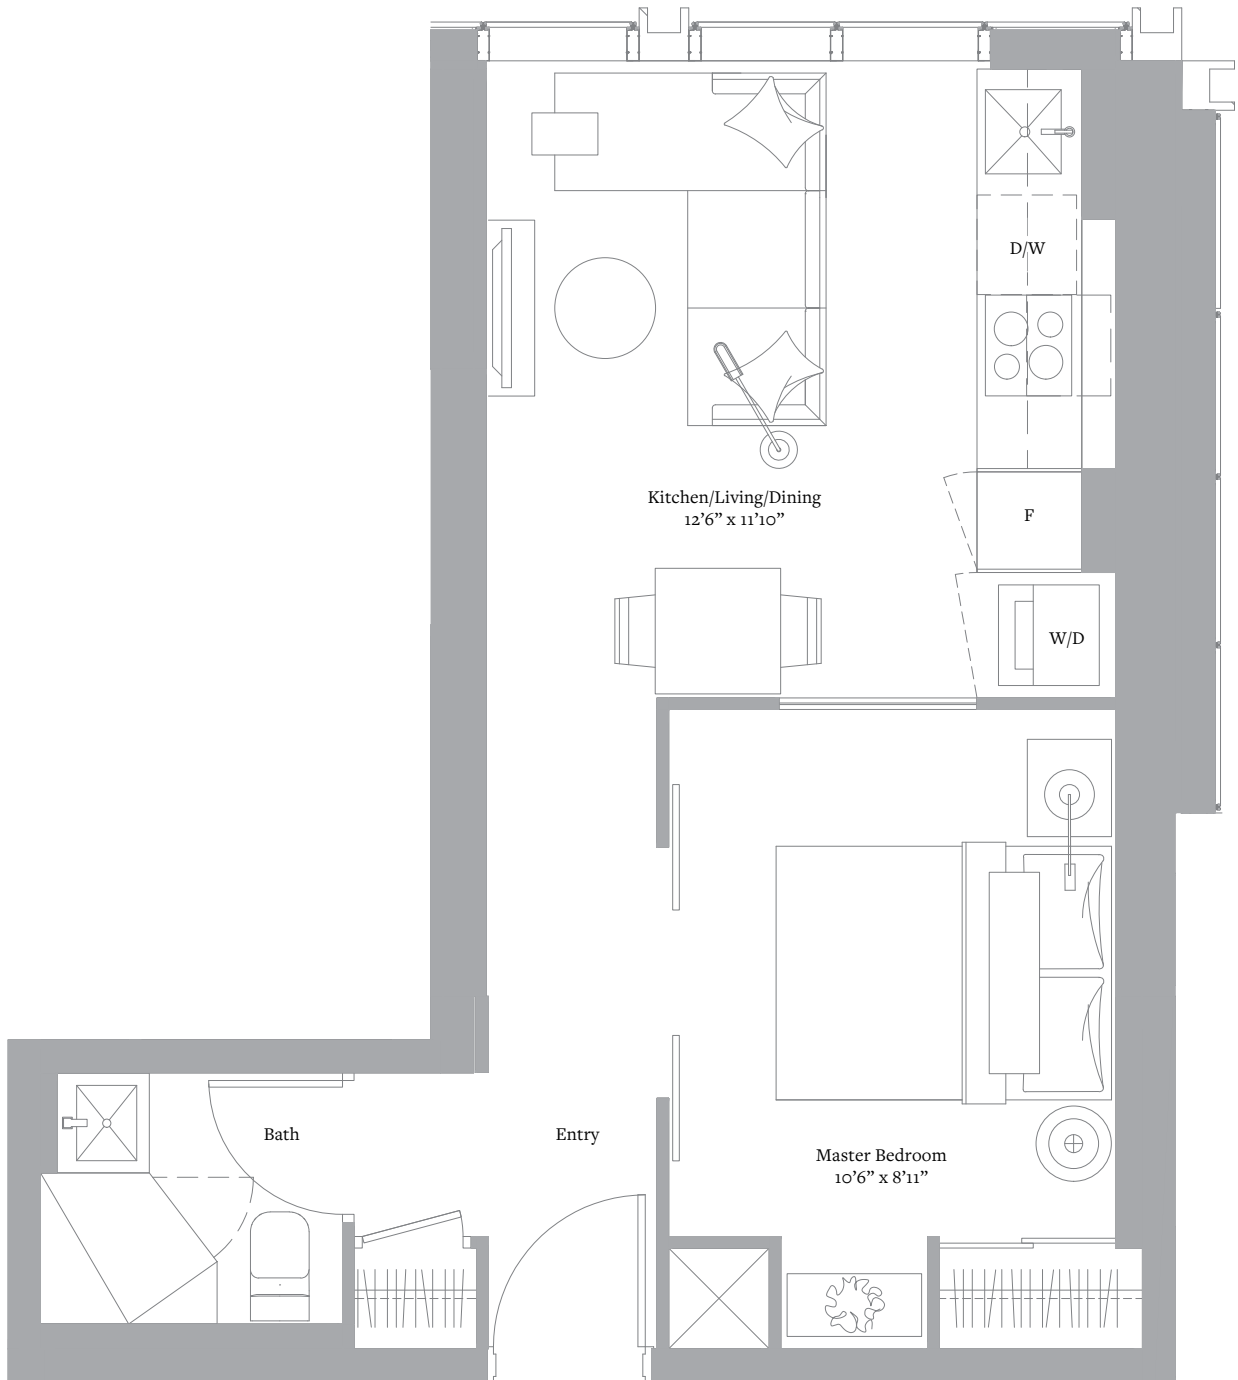 D/W
Kitchen/Living/Dining
12’6” x 11’10”
F
W/D
Bath
Entry
Master Bedroom
10’6” x 8’11”